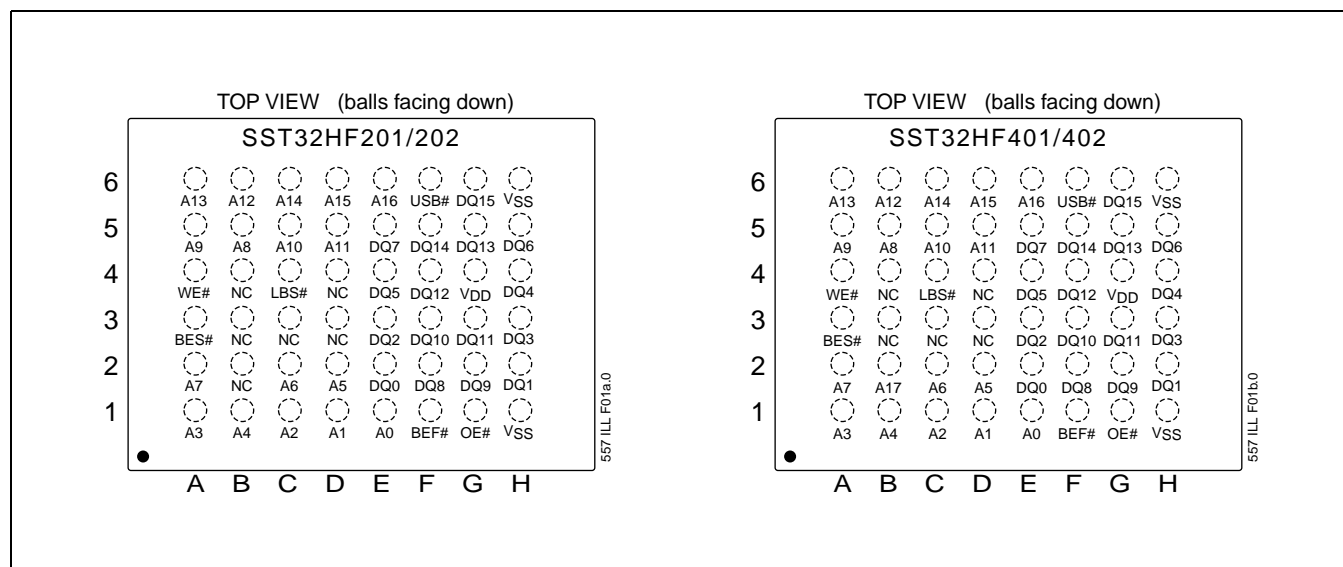 TOP VIEW (balls facing down)
SST32HF201/202
6
A13 A12 A14 A15 A16 USB# DQ15 VSS
5
A9 A8 A10 A11 DQ7 DQ14 DQ13 DQ6
4
WE# NC LBS# NC DQ5 DQ12 VDD DQ4
3
BES# NC NC NC DQ2 DQ10 DQ11 DQ3
2
A7 NC A6 A5 DQ0 DQ8 DQ9 DQ1
1
A3 A4 A2 A1 A0 BEF# OE# VSS
A B C D E F G H
557 ILL F01a.0
TOP VIEW (balls facing down)
SST32HF401/402
6
A13 A12 A14 A15 A16 USB# DQ15 VSS
5
A9 A8 A10 A11 DQ7 DQ14 DQ13 DQ6
4
WE# NC LBS# NC DQ5 DQ12 VDD DQ4
3
BES# NC NC NC DQ2 DQ10 DQ11 DQ3
2
A7 A17 A6 A5 DQ0 DQ8 DQ9 DQ1
1
A3 A4 A2 A1 A0 BEF# OE# VSS
A B C D E F G H
557 ILL F01b.0